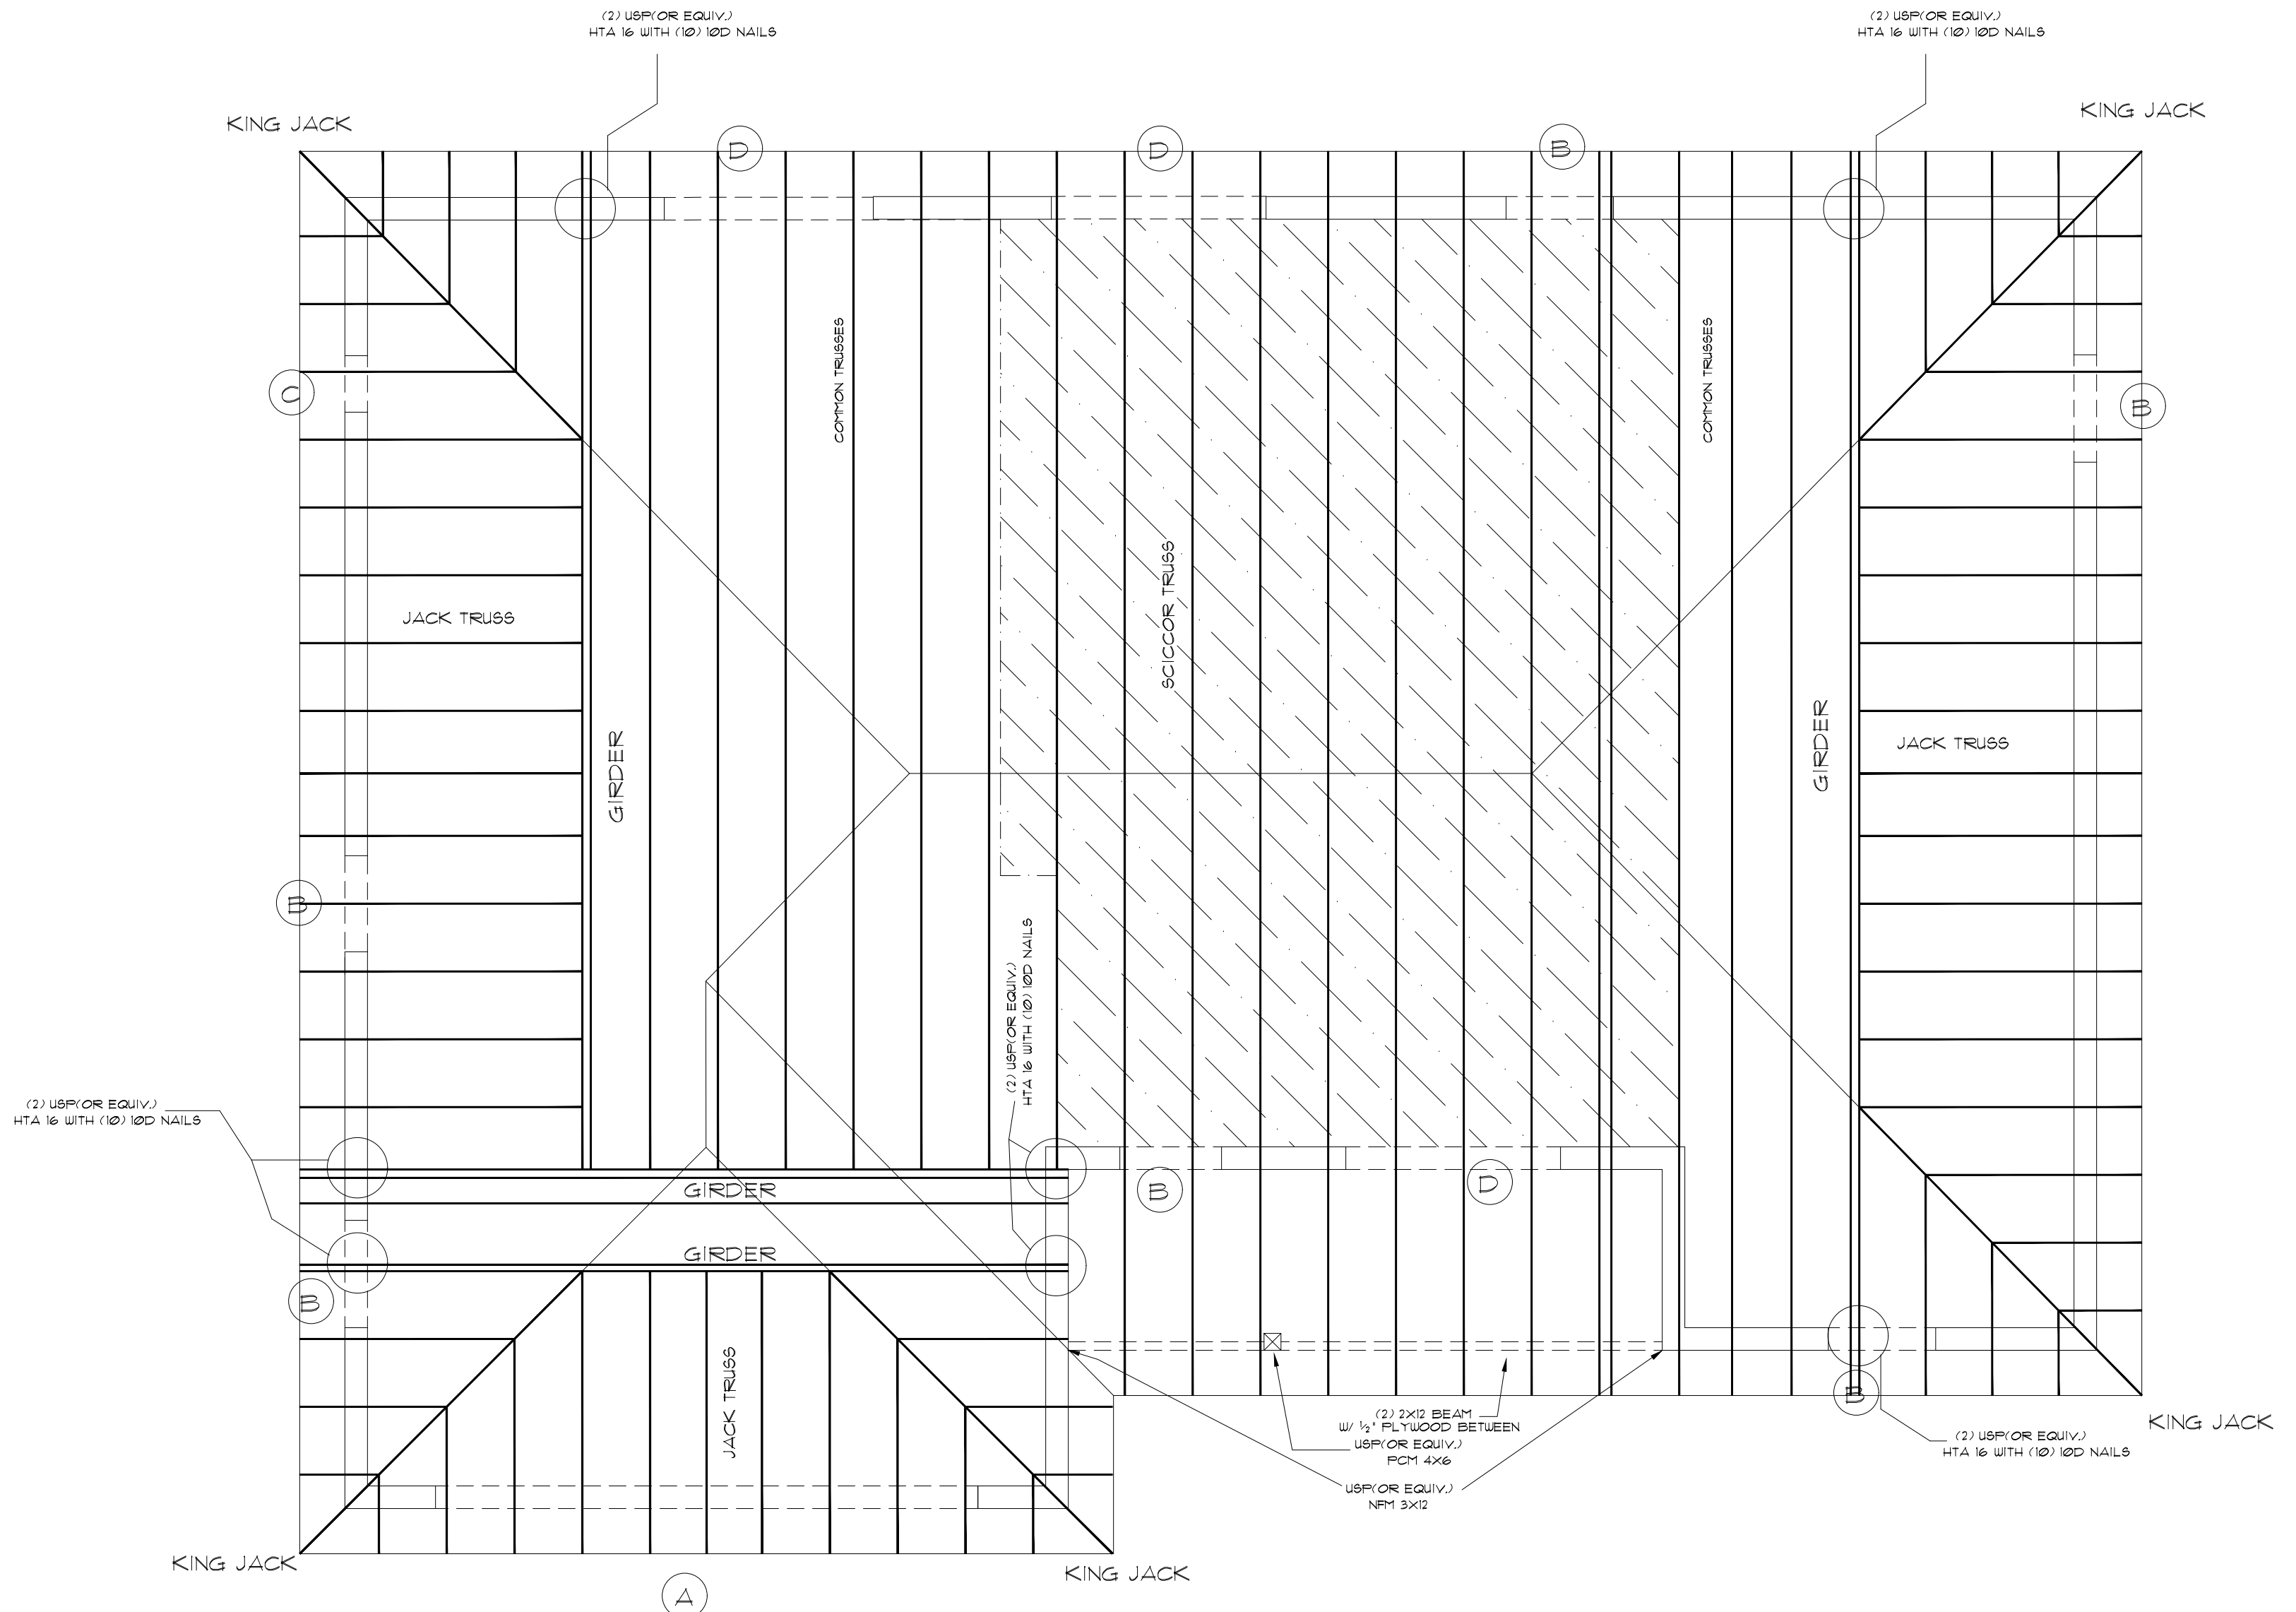 (2) USP(OR EQUIV.)
HTA 16 WITH (10) 10D NAILS
(2) USP(OR EQUIV.)
HTA 16 WITH (10) 10D NAILS
KING JACK
KING JACK
D
D
B
COMMON TRUSSES
COMMON TRUSSES
C
B
SCICCOR TRUSS
JACK TRUSS
GIRDER
GIRDER
JACK TRUSS
B
(2) USP(OR EQUIV.)
HTA 16 WITH (10) 10D NAILS
(2) USP(OR EQUIV.)
HTA 16 WITH (10) 10D NAILS
GIRDER
B
D
GIRDER
B
JACK TRUSS
B
(2) 2X12 BEAM
W/ ½" PLYWOOD BETWEEN
USP(OR EQUIV.)
PCM 4X6
USP(OR EQUIV.)
NFM 3X12
KING JACK
(2) USP(OR EQUIV.)
HTA 16 WITH (10) 10D NAILS
KING JACK
KING JACK
A